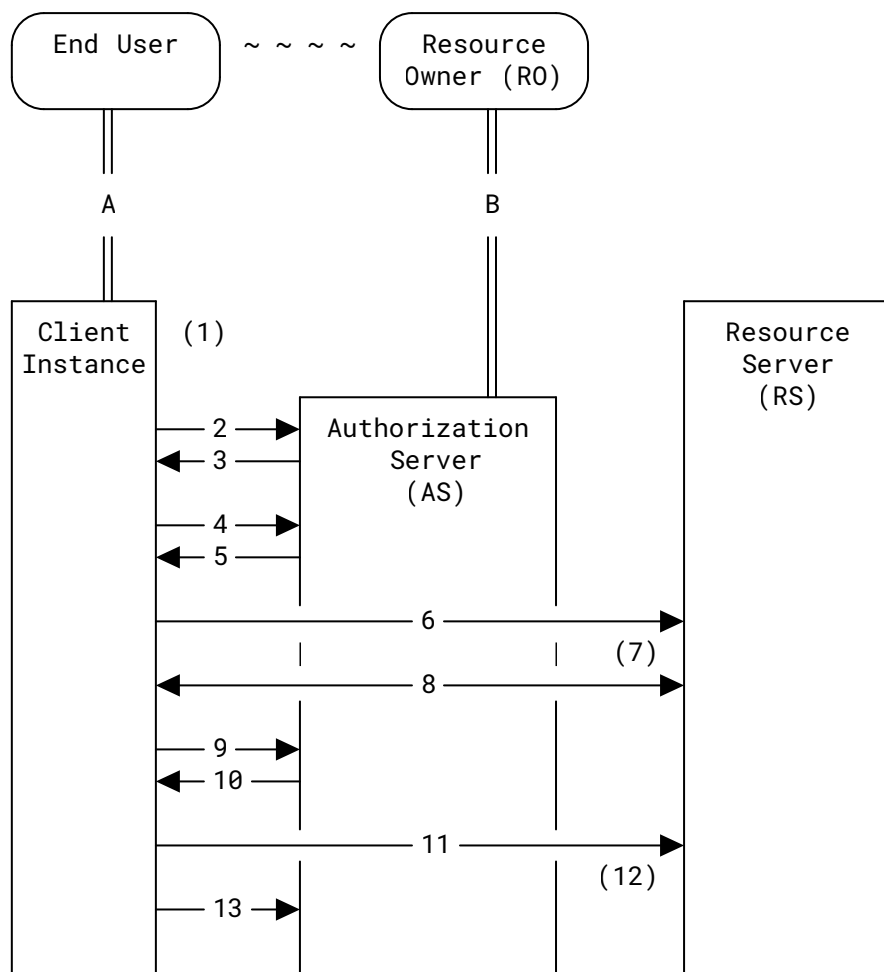 End User ~ ~ ~ ~ Resource
Owner (RO)
A B
Client (1) Resource
Instance Server
(RS)
2 Authorization
3 Server
(AS)
4
5
6
(7)
8
9
10
11
(12)
13